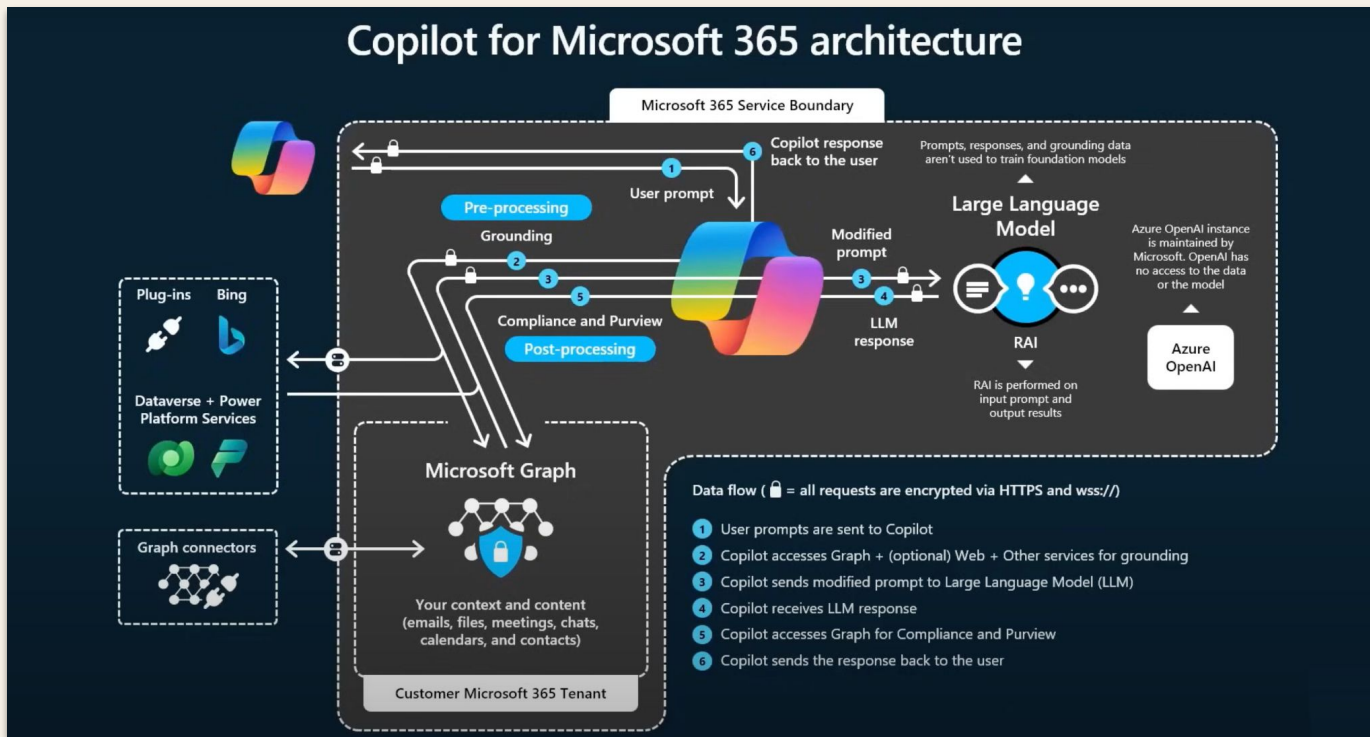 Copilot for Microsoft 365 architecture
Microsoft 365 Service Boundary
6
Copilot response
back to the user
1
User prompt
Pre-processing
Grounding
2
3
5
Compliance and Purview
Post-processing
Modified
prompt
3
4
LLM
response
Prompts, responses, and grounding data
aren't used to train foundation models
Large Language
Model
RAI
RAI is performed on
input prompt and
output results
Azure OpenAI instance
is maintained by
Microsoft. OpenAI has
no access to the data
or the model
Azure
OpenAI
Plug-ins
Bing
Dataverse + Power
Platform Services
Graph connectors
Microsoft Graph
Your context and content
(emails, files, meetings, chats,
calendars, and contacts)
Customer Microsoft 365 Tenant
Data flow ( = all requests are encrypted via HTTPS and wss://)
1 User prompts are sent to Copilot
2 Copilot accesses Graph + (optional) Web + Other services for grounding
3 Copilot sends modified prompt to Large Language Model (LLM)
4 Copilot receives LLM response
5 Copilot accesses Graph for Compliance and Purview
6 Copilot sends the response back to the user